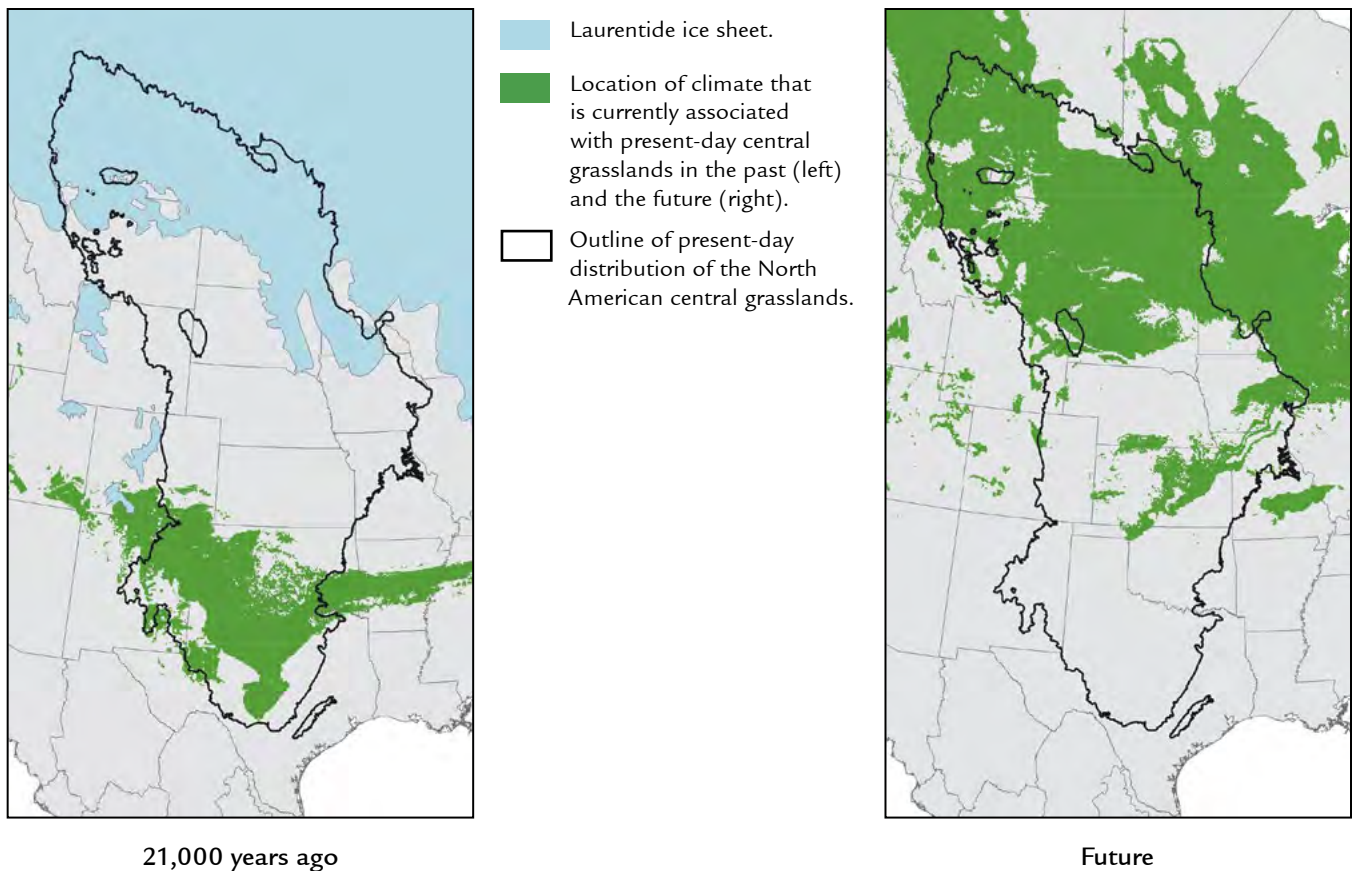 Laurentide ice sheet.
Location of climate that
is currently associated
with present-day central
grasslands in the past (left)
and the future (right).
Outline of present-day
distribution of the North
American central grasslands.
21,000 years ago
Future